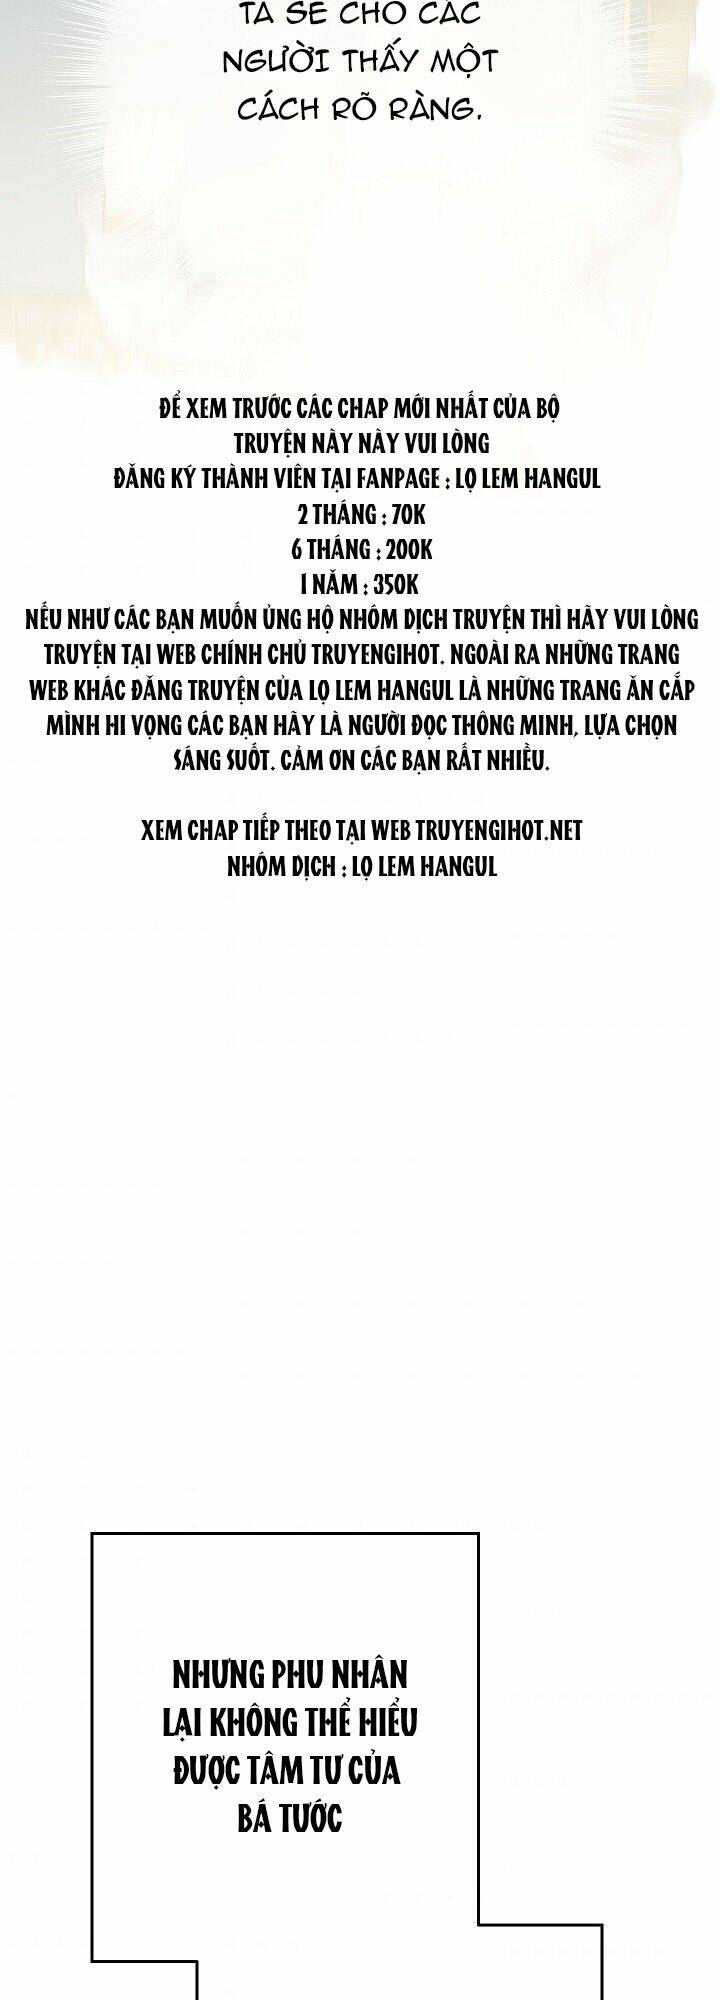 TA SẼ CHO CÁC
NGƯỜI THẤY MỘT
CÁCH RÕ RÀNG.
ĐỂ XEM TRƯỚC CÁC CHAP MỚI NHẤT CỦA BỘ
TRUYỆN NÀY NÀY VUI LÒNG
ĐĂNG KÝ THÀNH VIÊN TẠI FANPAGE : LỌ LEM HANGUL
2 THÁNG : 70K
6 THÁNG : 200K
1 NĂM : 350K
NẾU NHƯ CÁC BẠN MUỐN ỦNG HỘ NHÓM DỊCH TRUYỆN THÌ HÃY VUI LÒNG
TRUYỆN TẠI WEB CHÍNH CHỦ TRUYENGIHOT. NGOÀI RA NHỮNG TRANG
WEB KHÁC ĐĂNG TRUYỆN CỦA LỌ LEM HANGUL LÀ NHỮNG TRANG ĂN CẮP
MÌNH HI VỌNG CÁC BẠN HÃY LÀ NGƯỜI ĐỌC THÔNG MINH, LỰA CHỌN
SÁNG SUỐT. CẢM ƠN CÁC BẠN RẤT NHIỀU.
XEM CHAP TIẾP THEO TẠI WEB TRUYENGIHOT.NET
NHÓM DỊCH : LỌ LEM HANGUL
NHƯNG PHU NHÂN
LẠI KHÔNG THỂ HIỂU
ĐƯỢC TÂM TƯ CỦA
BÁ TƯỚC